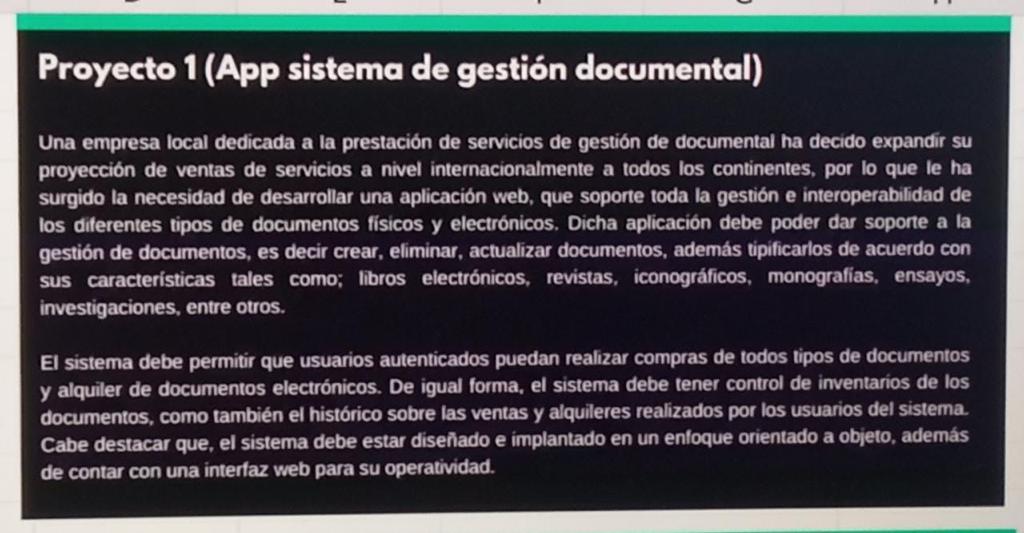 Proyecto 1 (App sistema de gestión documental)
Una empresa local dedicada a la prestación de servicios de gestión de documental ha decido expandir su
proyección de ventas de servicios a nivel internacionalmente a todos los continentes, por lo que le ha
surgido la necesidad de desarrollar una aplicación web, que soporte toda la gestión e interoperabilidad de
los diferentes tipos de documentos físicos y electrónicos. Dicha aplicación debe poder dar soporte a la
gestión de documentos, es decir crear, eliminar, actualizar documentos, además tipificarlos de acuerdo con
sus características tales como; libros electrónicos, revistas, iconográficos, monografías, ensayos,
investigaciones, entre otros.
El sistema debe permitir que usuarios autenticados puedan realizar compras de todos tipos de documentos
y alquiler de documentos electrónicos. De igual forma, el sistema debe tener control de inventarios de los
documentos, como también el histórico sobre las ventas y alquileres realizados por los usuarios del sistema.
Cabe destacar que, el sistema debe estar diseñado e implantado en un enfoque orientado a objeto, además
de contar con una interfaz web para su operatividad.